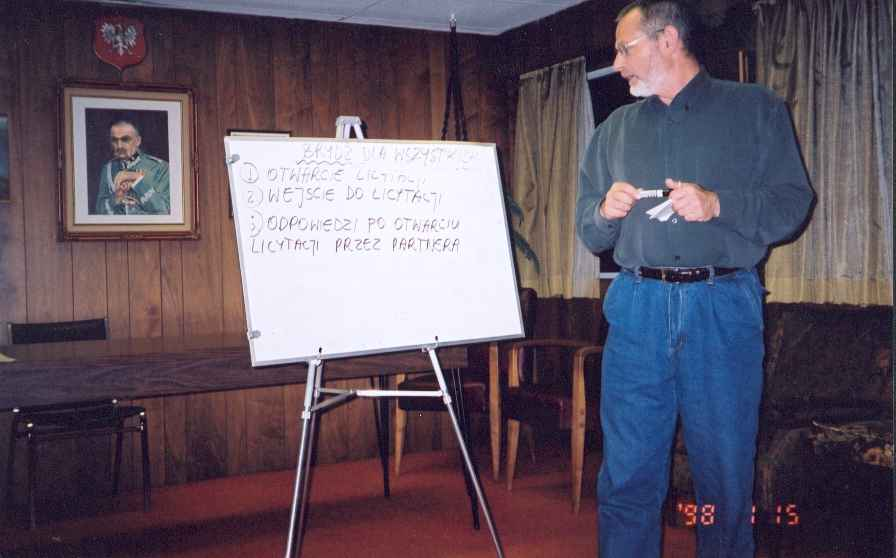 BRYDŻ DLA WSZYSTKICH
1 OTWARCIE LICYTACJI
2) WEJŚCIE DO LICYTACJI
3) ODPOWIEDZI PO OTWARCIU
LICYTACJI PRZEZ PARTNERA
'98 1 15